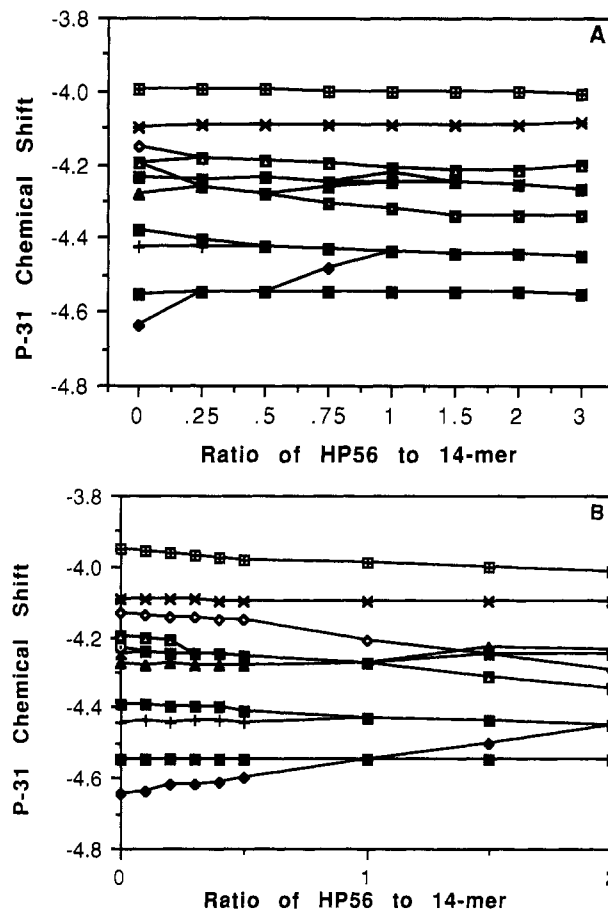 -3.8
A
-4.0
-4.2
-4.4
-4.6
-4.8
P-31 Chemical Shift
0 .25 .5 .75 1 1.5 2 3
Ratio of HP56 to 14-mer
-3.8
B
-4.0
-4.2
-4.4
-4.6
-4.8
P-31 Chemical Shift
0 1 2
Ratio of HP56 to 14-mer